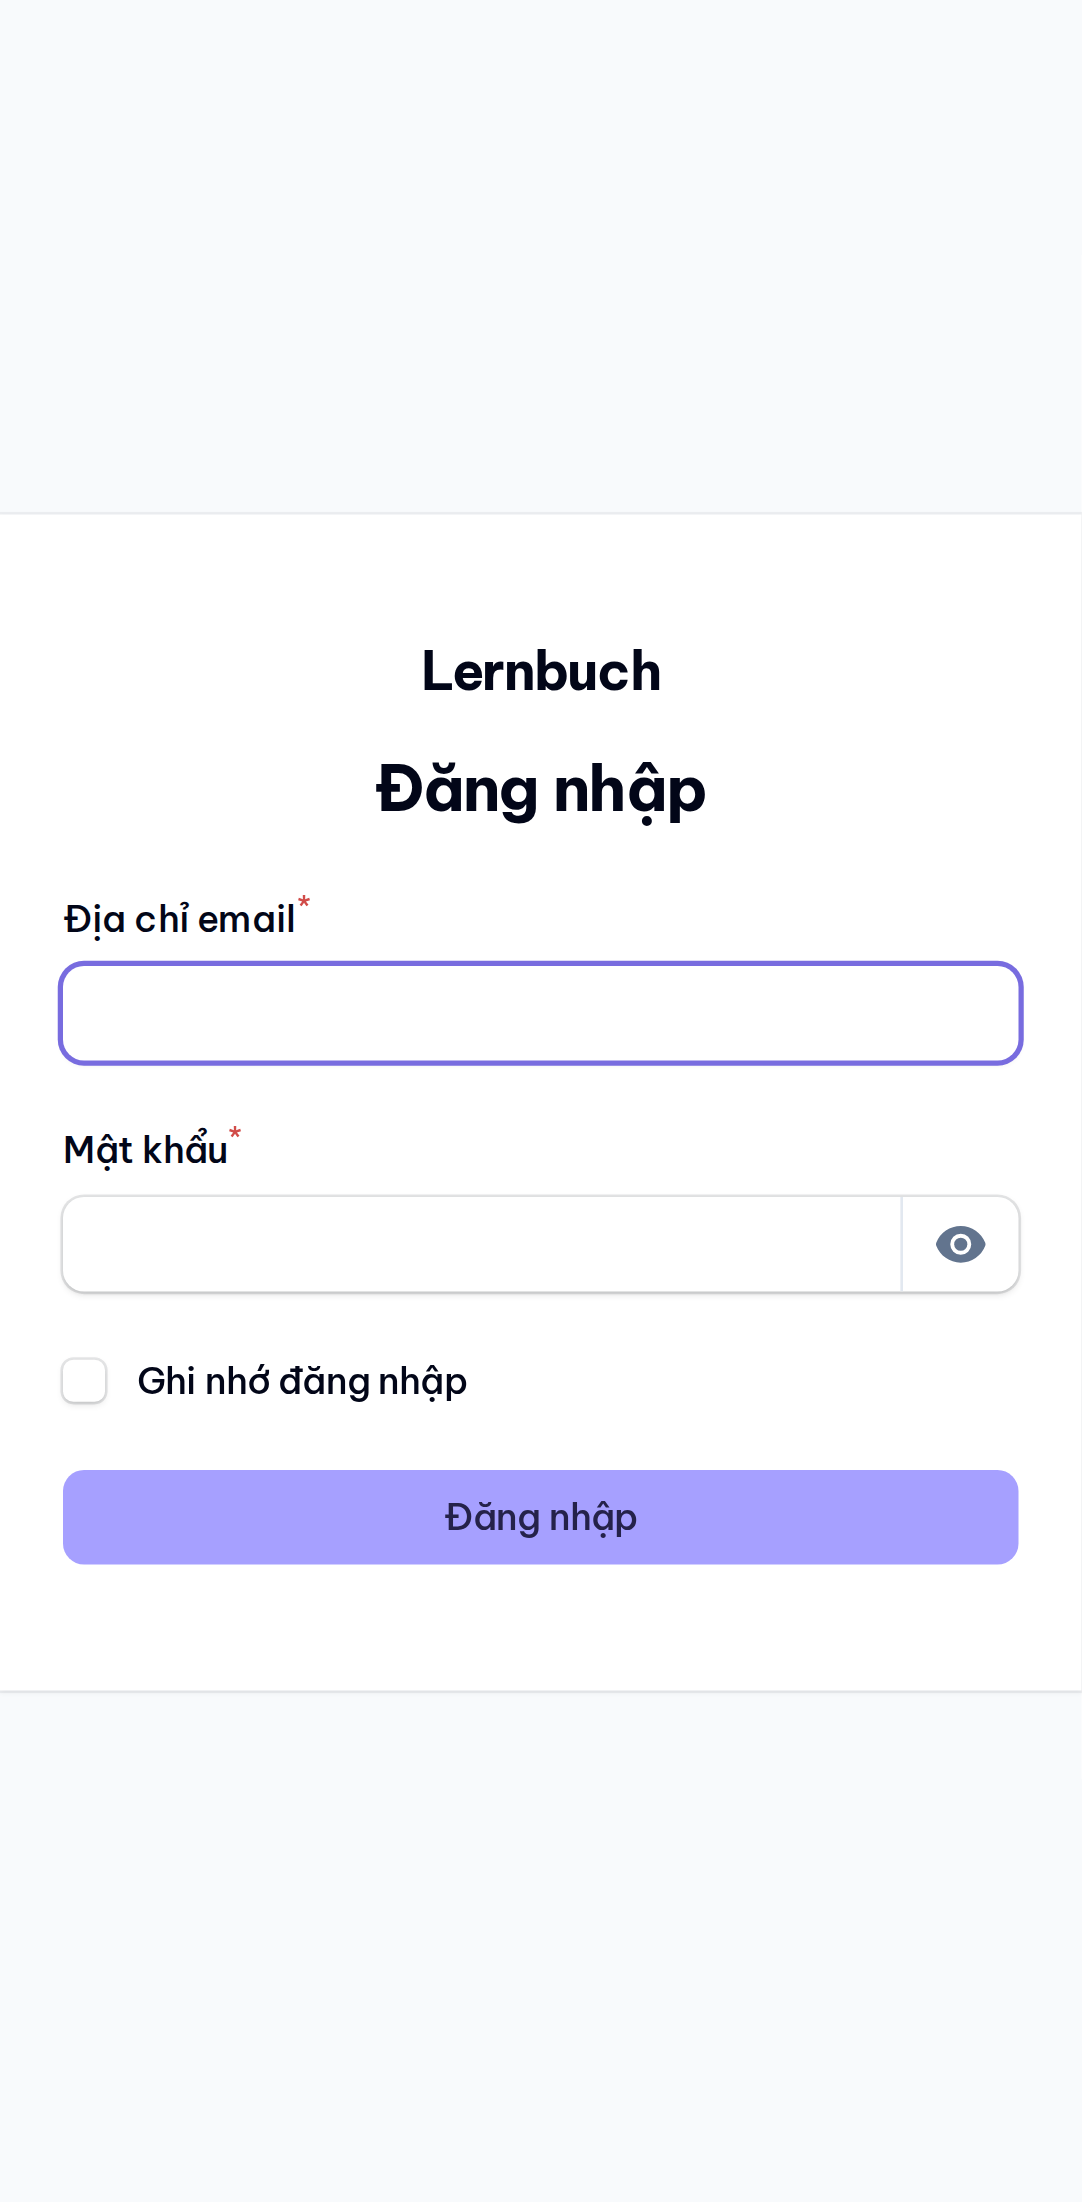 Lernbuch
Đăng nhập
Địa chỉ email*
Mật khẩu*
Ghi nhớ đăng nhập
Đăng nhập